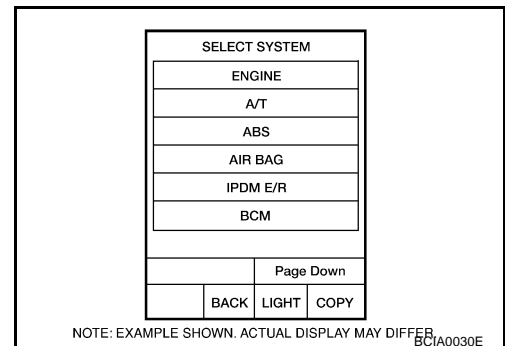 SELECT SYSTEM
ENGINE
A/T
ABS
AIR BAG
IPDM E/R
BCM
Page Down
BACK LIGHT COPY
NOTE: EXAMPLE SHOWN. ACTUAL DISPLAY MAY DIFFER.
BCIA0030E